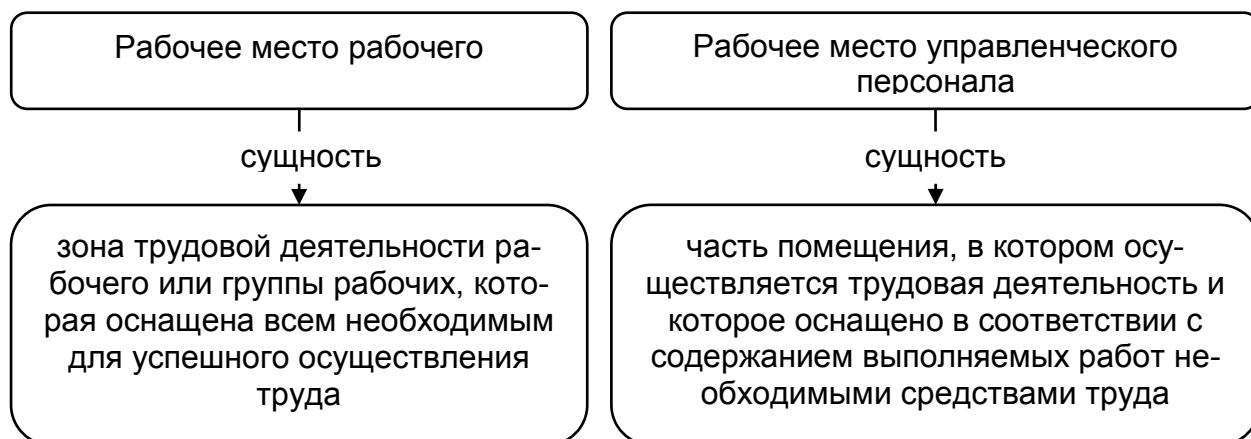 Рабочее место рабочего
сущность
зона трудовой деятельности ра-
бочего или группы рабочих, кото-
рая оснащена всем необходимым
для успешного осуществления
труда
Рабочее место управленческого
персонала
сущность
часть помещения, в котором осу-
ществляется трудовая деятельность и
которое оснащено в соответствии с
содержанием выполняемых работ не-
обходимыми средствами труда